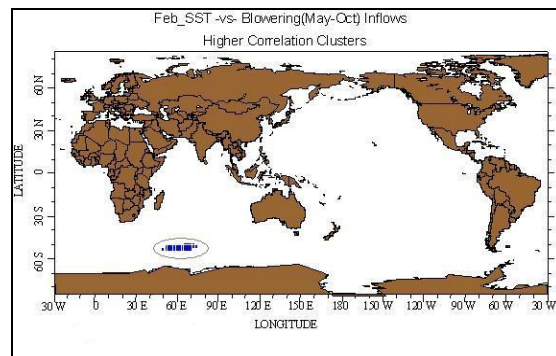 Feb_SST -vs- Blowering(May-Oct) Inflows
Higher Correlation Clusters
LATITUDE
60 N
30 N
0
30 S
60 S
30 W 0 30 E 60 E 90 E 120 E 150 E 180 150 W 120 W 90 W 60 W 30 W
LONGITUDE